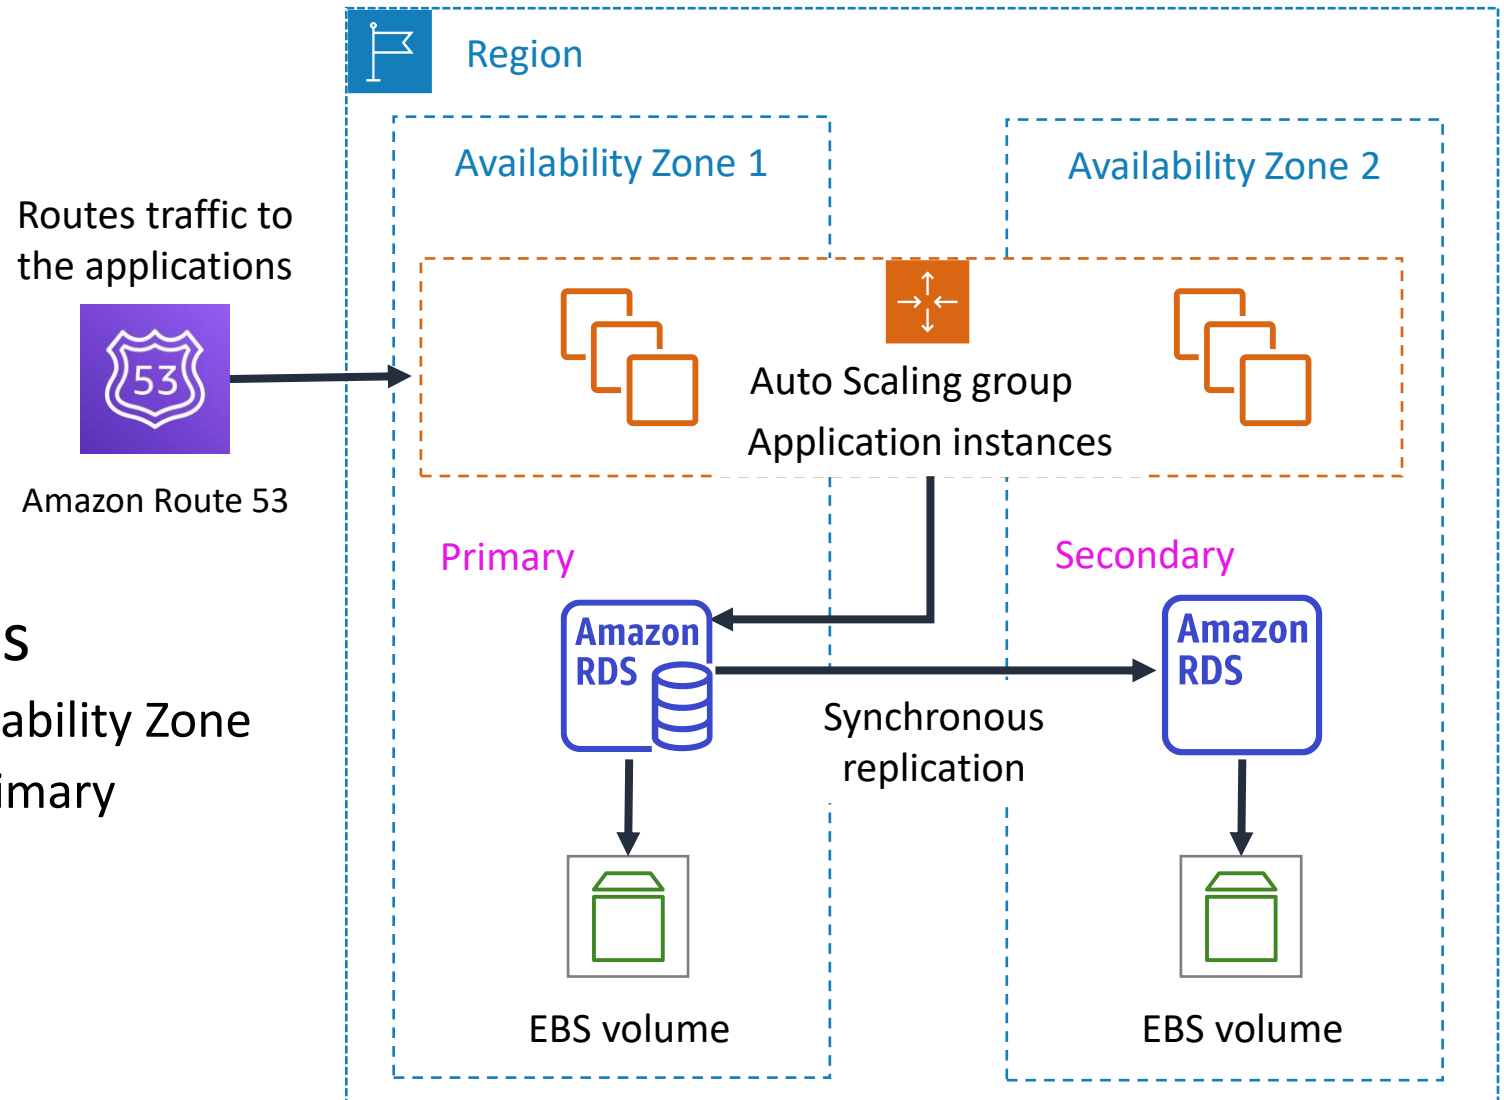 Region
Availability Zone 1
Availability Zone 2
Routes traffic to
the applications
53
Amazon Route 53
Auto Scaling group
Application instances
Primary
Secondary
Amazon
RDS
Amazon
RDS
Synchronous
replication
s
ability Zone
imary
EBS volume
EBS volume